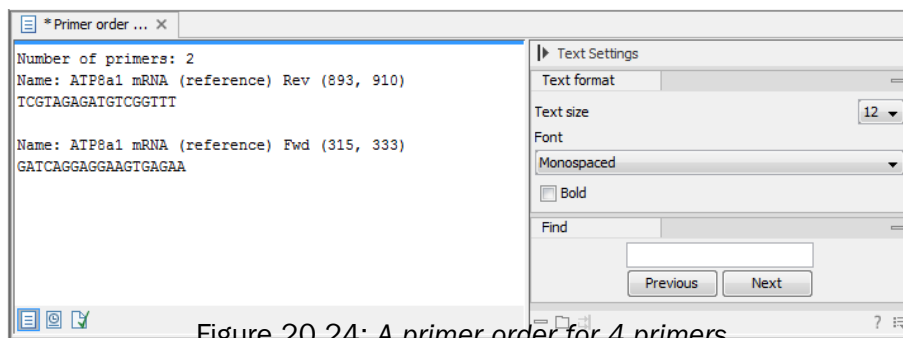 * Primer order ...
Number of primers: 2
Name: ATP8a1 mRNA (reference) Rev (893, 910)
TCGTAGAGATGTCGGTTT
Name: ATP8a1 mRNA (reference) Fwd (315, 333)
GATCAGGAGGAAGTGAGAA
Text Settings
Text format
Text size
12
Font
Monospaced
Bold
Find
Previous Next
?
Figure 20.24: A primer order for 4 primers